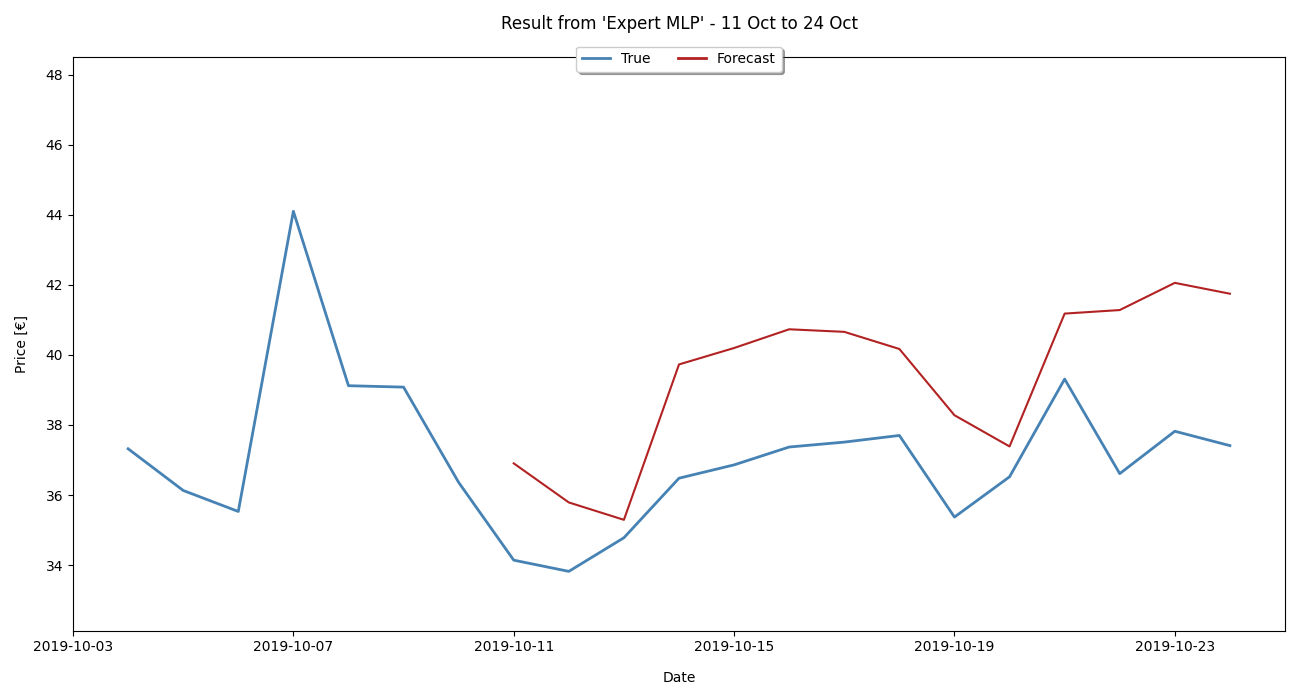 Result from 'Expert MLP' - 11 Oct to 24 Oct
True Forecast
48
46
44
42
40
38
36
34
Price [€]
2019-10-03 2019-10-07 2019-10-11 2019-10-15 2019-10-19 2019-10-23
Date